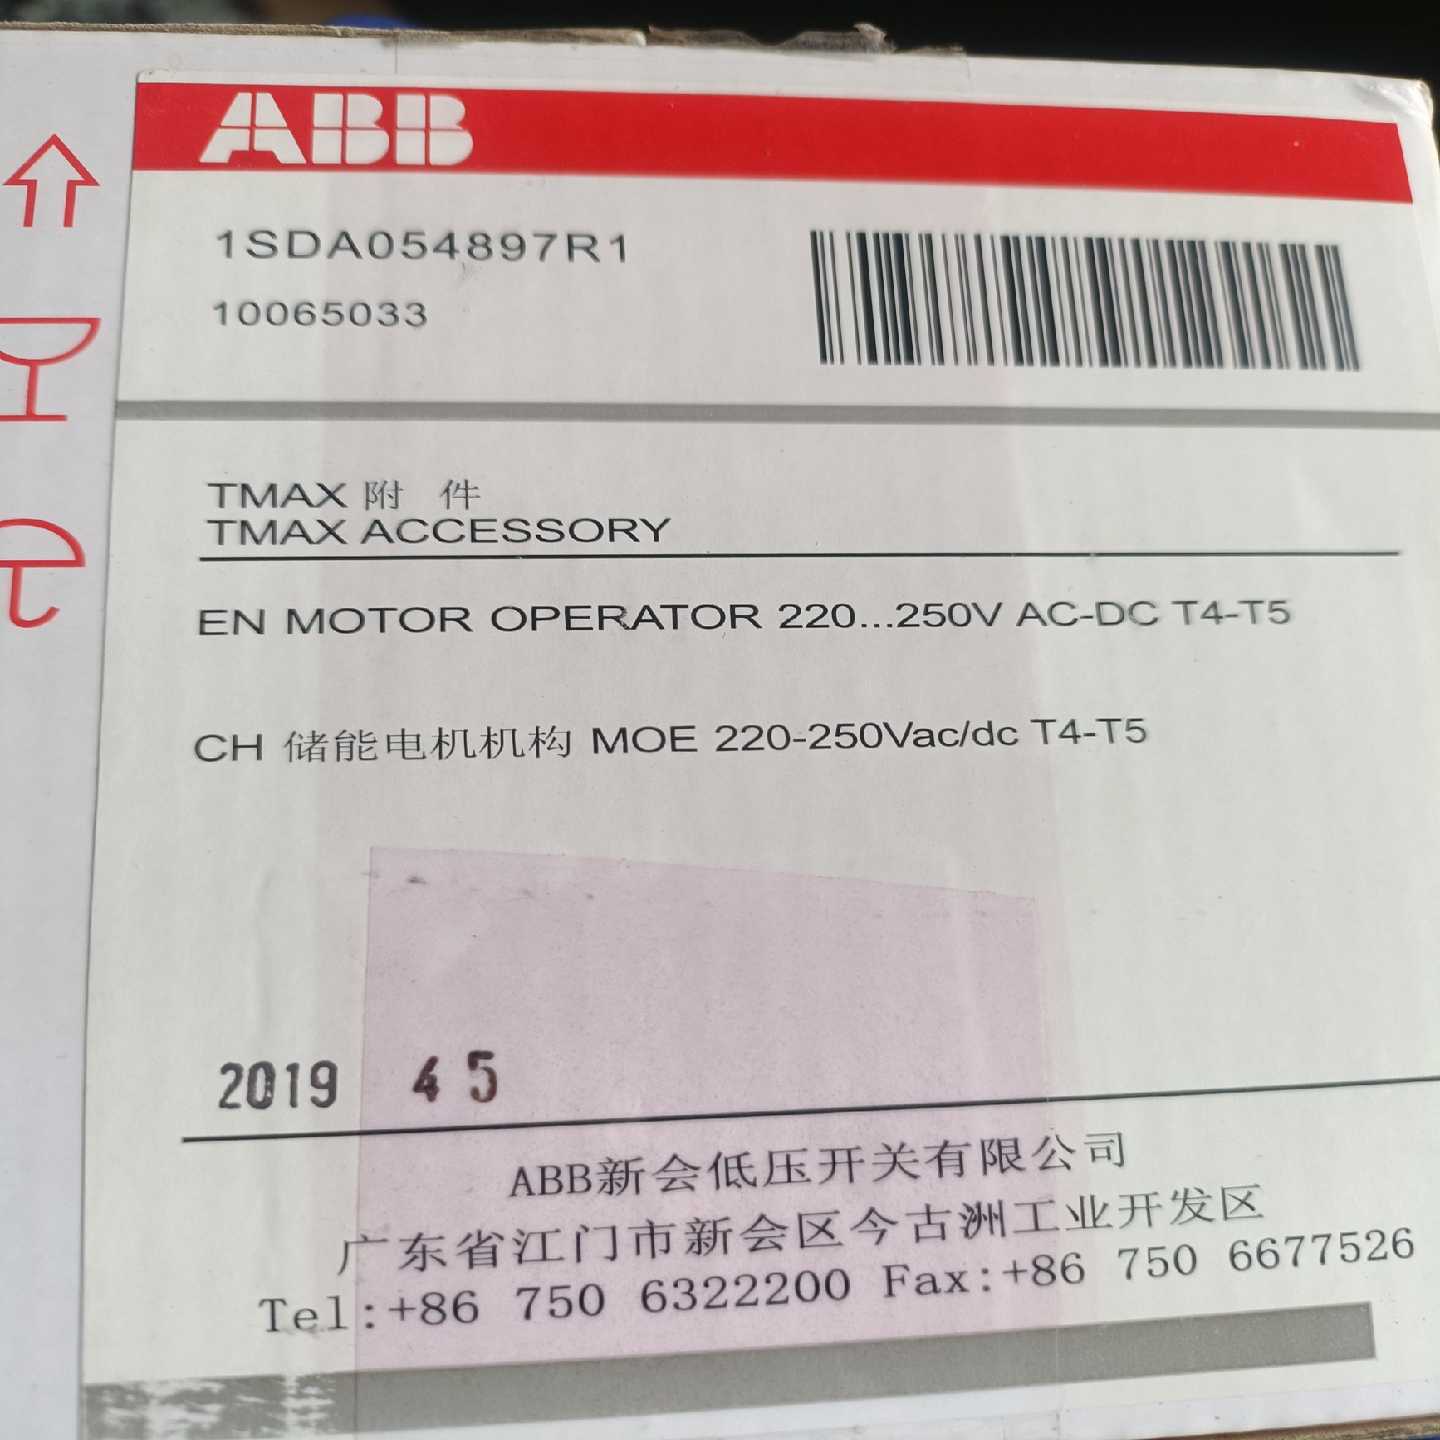 ABB
1SDA054897R1
10065033
TMAX 附 件
TMAX ACCESSORY
EN MOTOR OPERATOR 220...250V AC-DC T4-T5
CH 储能电机机构 MOE 220-250Vac/dc T4-T5
2019 45
ABB新会低压开关有限公司
广东省江门市新会区今古洲工业开发区
Tel:+86 750 6322200 Fax:+86 750 6677526